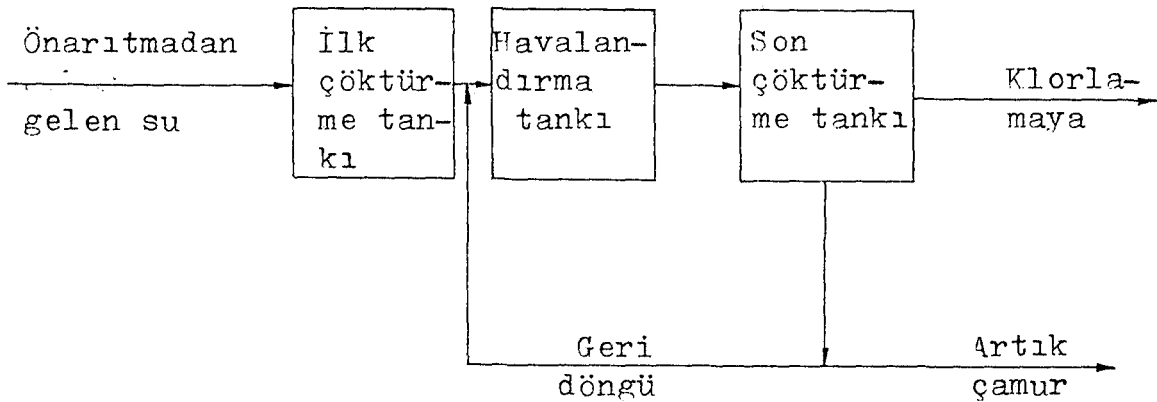 Önarıtmadan
gelen su
İlk
çöktür-
me tan-
kı
Havalan-
dırma
tankı
Son
çöktür-
me tankı
Klorla-
maya
Geri
döngü
Artık
çamur